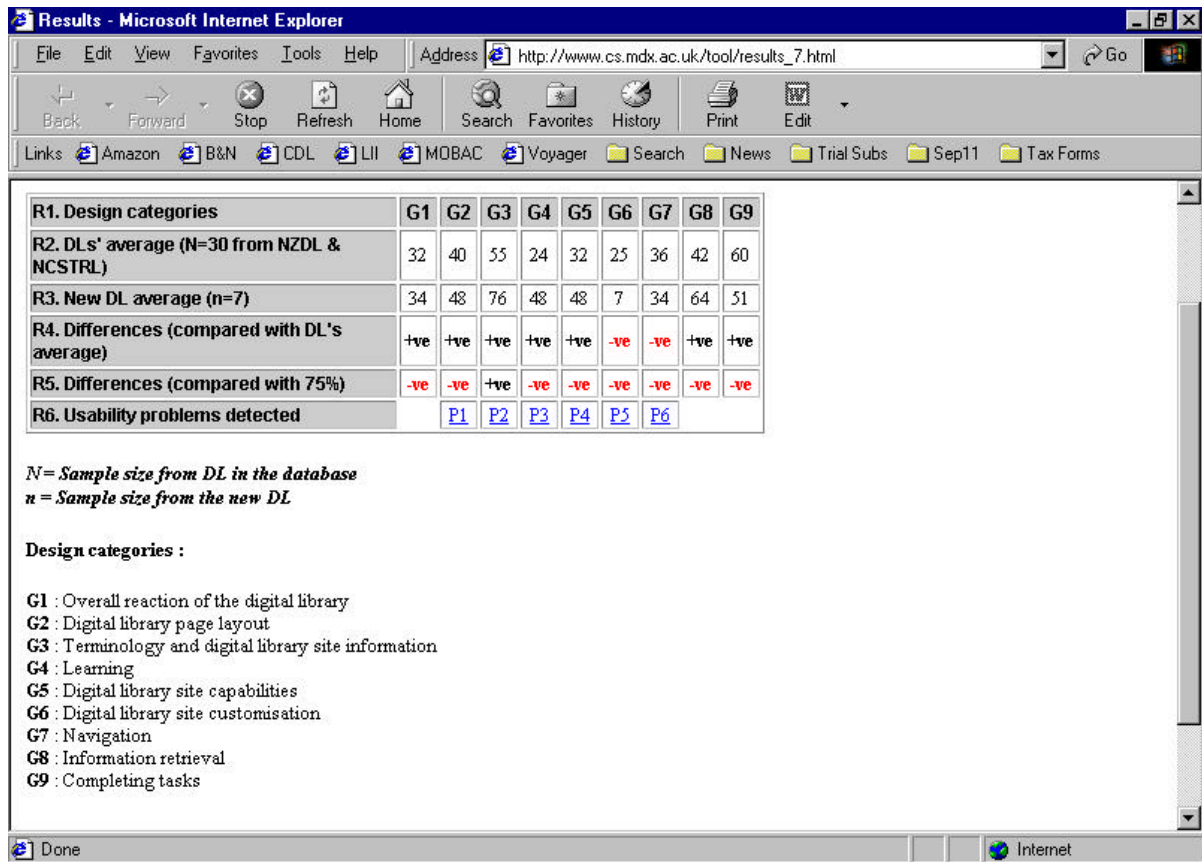 Results - Microsoft Internet Explorer
File Edit View Favorites Tools Help Address http://www.cs.mdx.ac.uk/tool/results_7.html Go
Back Forward Stop Refresh Home Search Favorites History Print Edit
Links Amazon B&N CDL LII MOBAC Voyager Search News Trial Subs Sep11 Tax Forms
R1. Design categories G1 G2 G3 G4 G5 G6 G7 G8 G9
R2. DLs' average (N=30 from NZDL &
NCSTRL) 32 40 55 24 32 25 36 42 60
R3. New DL average (n=7) 34 48 76 48 48 7 34 64 51
R4. Differences (compared with DL's
average) +ve +ve +ve +ve +ve -ve -ve +ve +ve
R5. Differences (compared with 75%) -ve -ve +ve -ve -ve -ve -ve -ve -ve
R6. Usability problems detected P1 P2 P3 P4 P5 P6
N= Sample size from DL in the database
n = Sample size from the new DL
Design categories :
G1 : Overall reaction of the digital library
G2 : Digital library page layout
G3 : Terminology and digital library site information
G4 : Learning
G5 : Digital library site capabilities
G6 : Digital library site customisation
G7 : Navigation
G8 : Information retrieval
G9 : Completing tasks
Done Internet